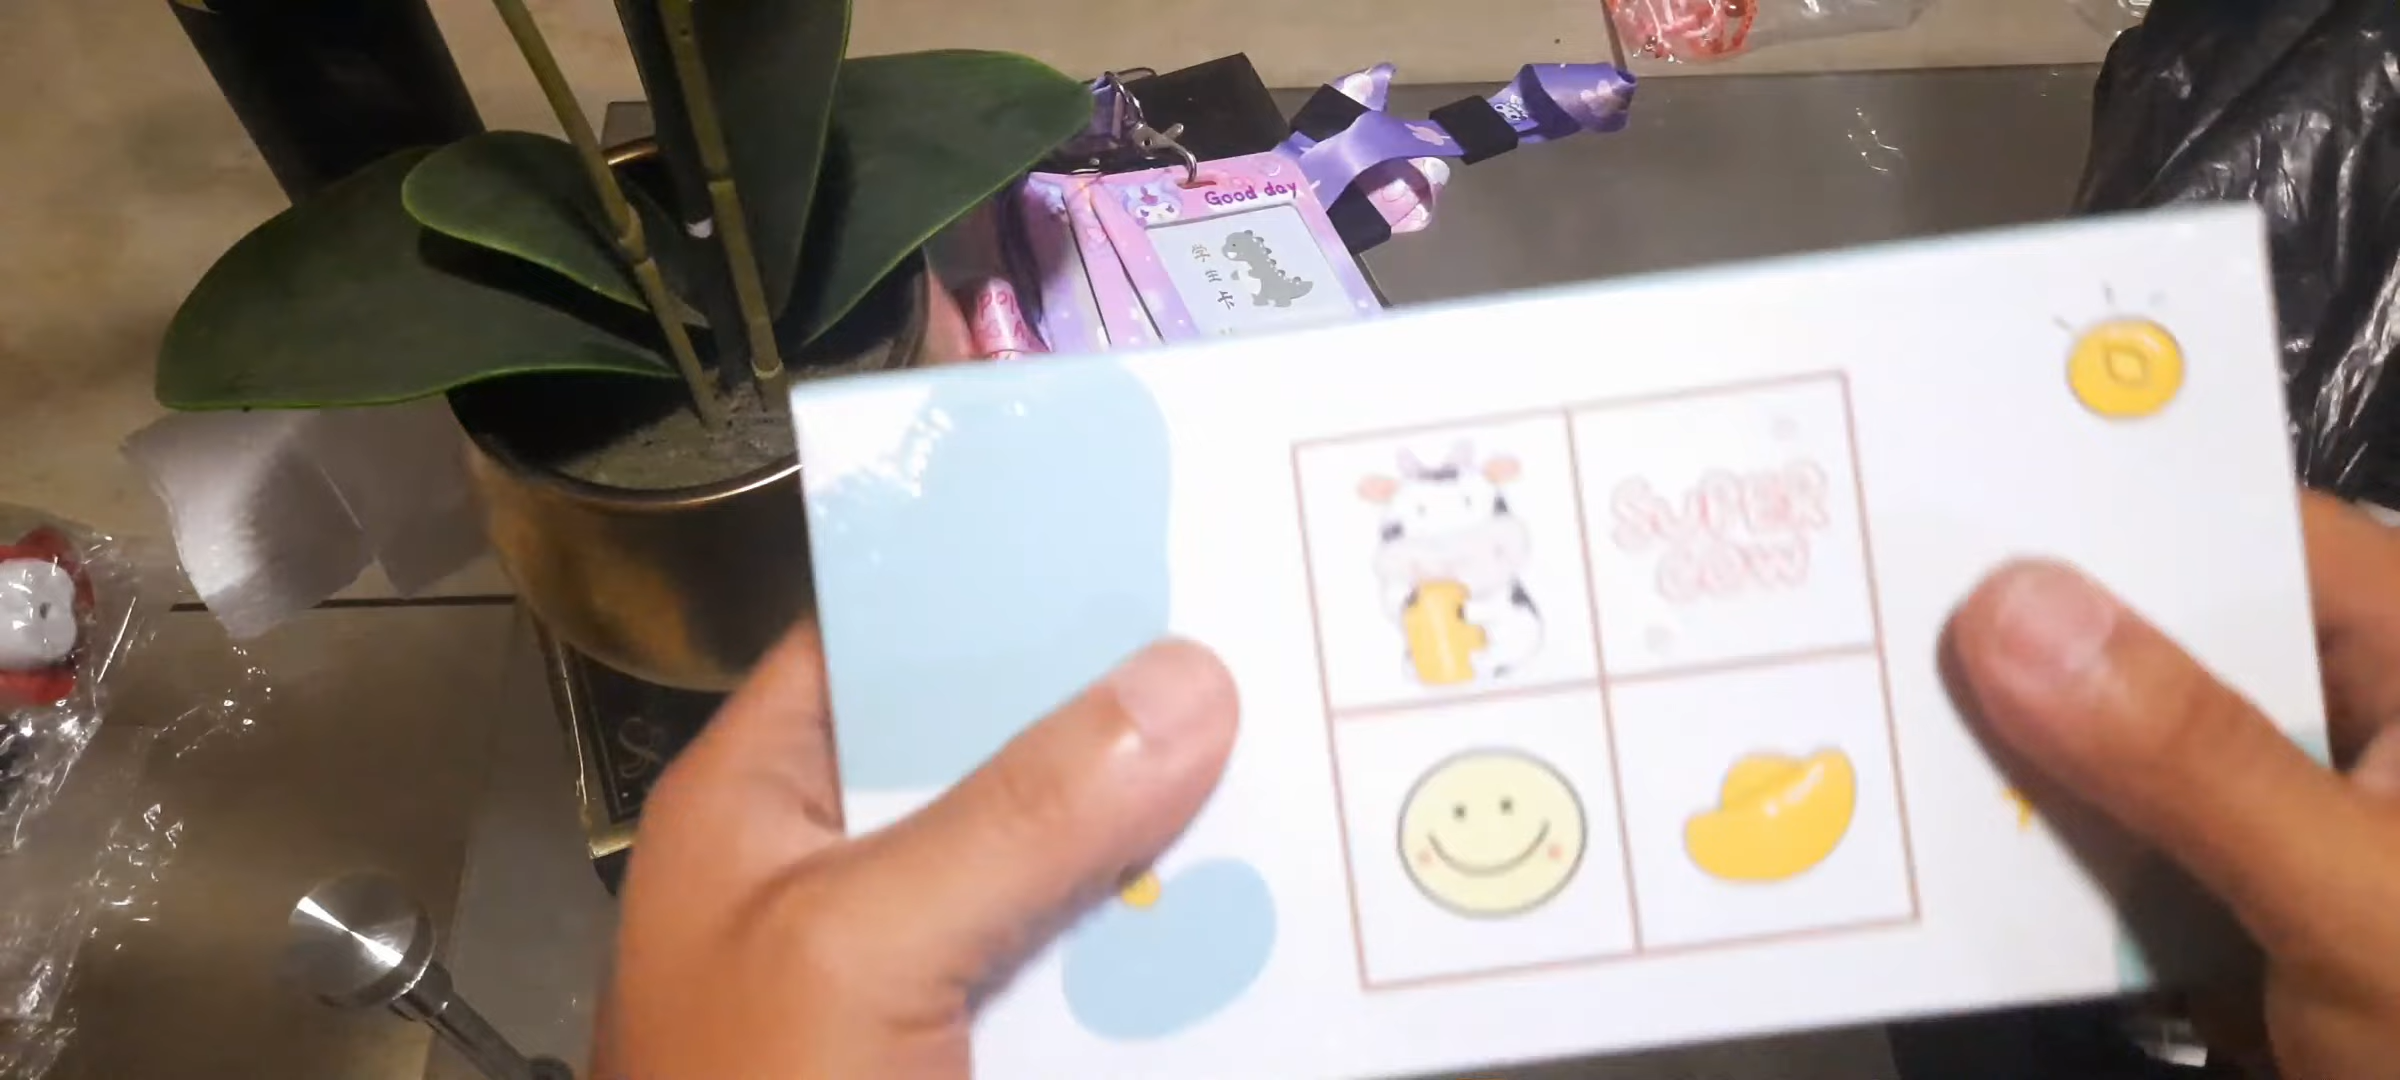 Good day
学
生
卡
SUPER
COW